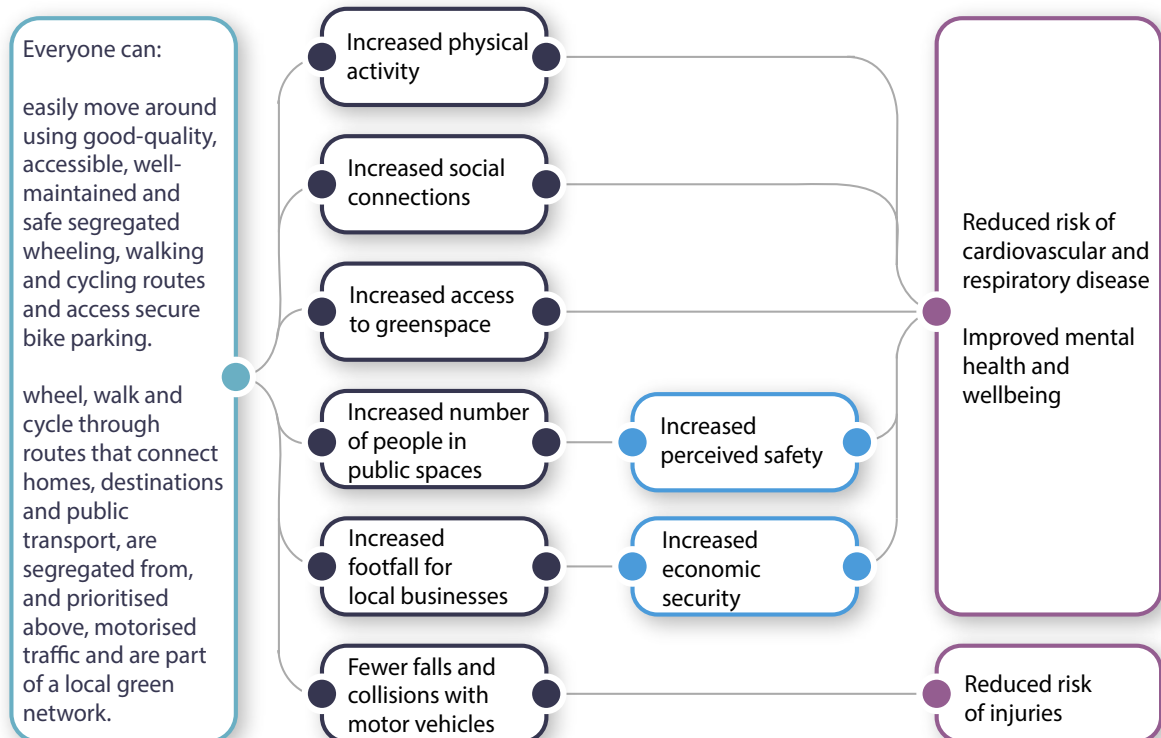 Everyone can:
easily move around
using good-quality,
accessible, well-
maintained and
safe segregated
wheeling, walking
and cycling routes
and access secure
bike parking.
wheel, walk and
cycle through
routes that connect
homes, destinations
and public
transport, are
segregated from,
and prioritised
above, motorised
traffic and are part
of a local green
network.
Increased physical
activity
Increased social
connections
Increased access
to greenspace
Increased number
of people in
public spaces
Increased
footfall for
local businesses
Fewer falls and
collisions with
motor vehicles
Increased
perceived safety
Increased
economic
security
Reduced risk of
cardiovascular and
respiratory disease
Improved mental
health and
wellbeing
Reduced risk
of injuries